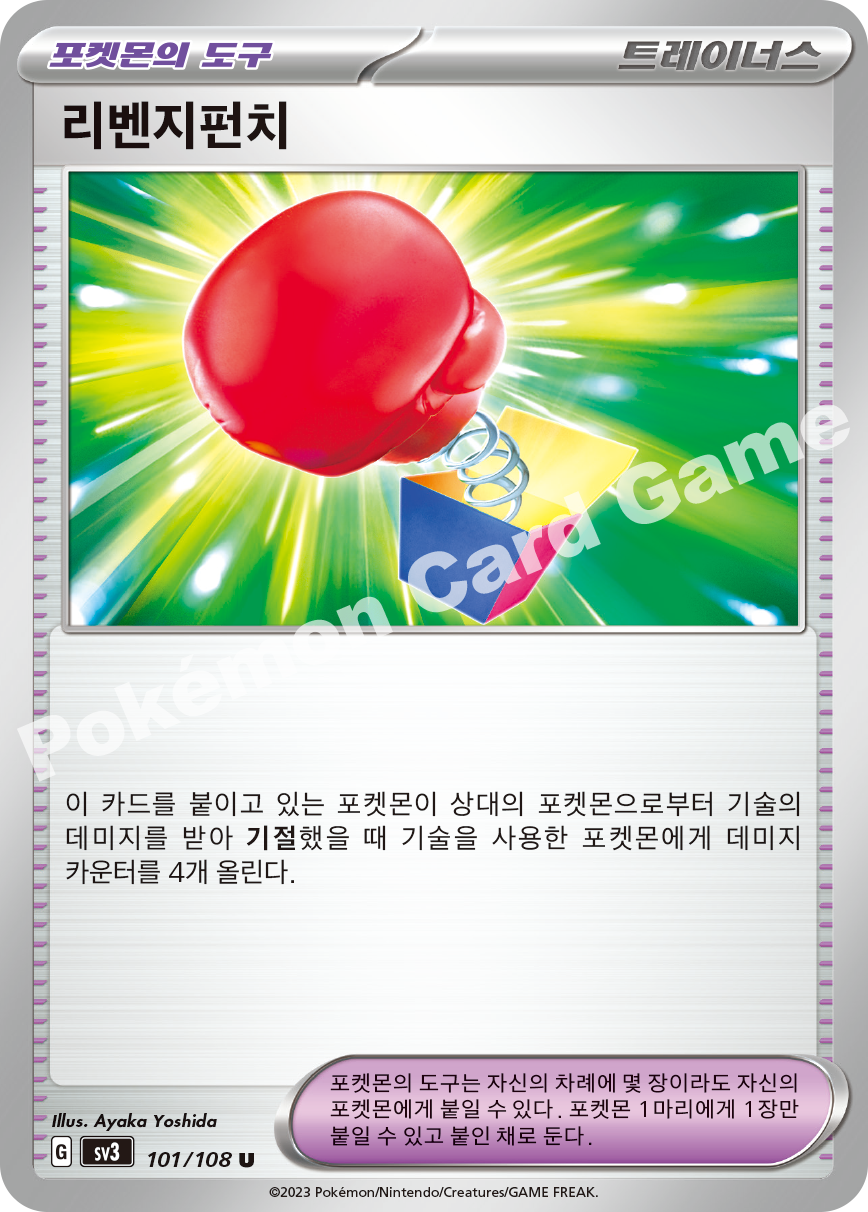 포켓몬의 도구
트레이너스
리벤지펀치
Pokémon Card Game
이 카드를 붙이고 있는 포켓몬이 상대의 포켓몬으로부터 기술의
데미지를 받아 기절했을 때 기술을 사용한 포켓몬에게 데미지
카운터를 4개 올린다.
포켓몬의 도구는 자신의 차례에 몇 장이라도 자신의
포켓몬에게 붙일 수 있다. 포켓몬 1마리에게 1장만
붙일 수 있고 붙인 채로 둔다.
Illus. Ayaka Yoshida
G sv3 101/108 U
©2023 Pokémon/Nintendo/Creatures/GAME FREAK.